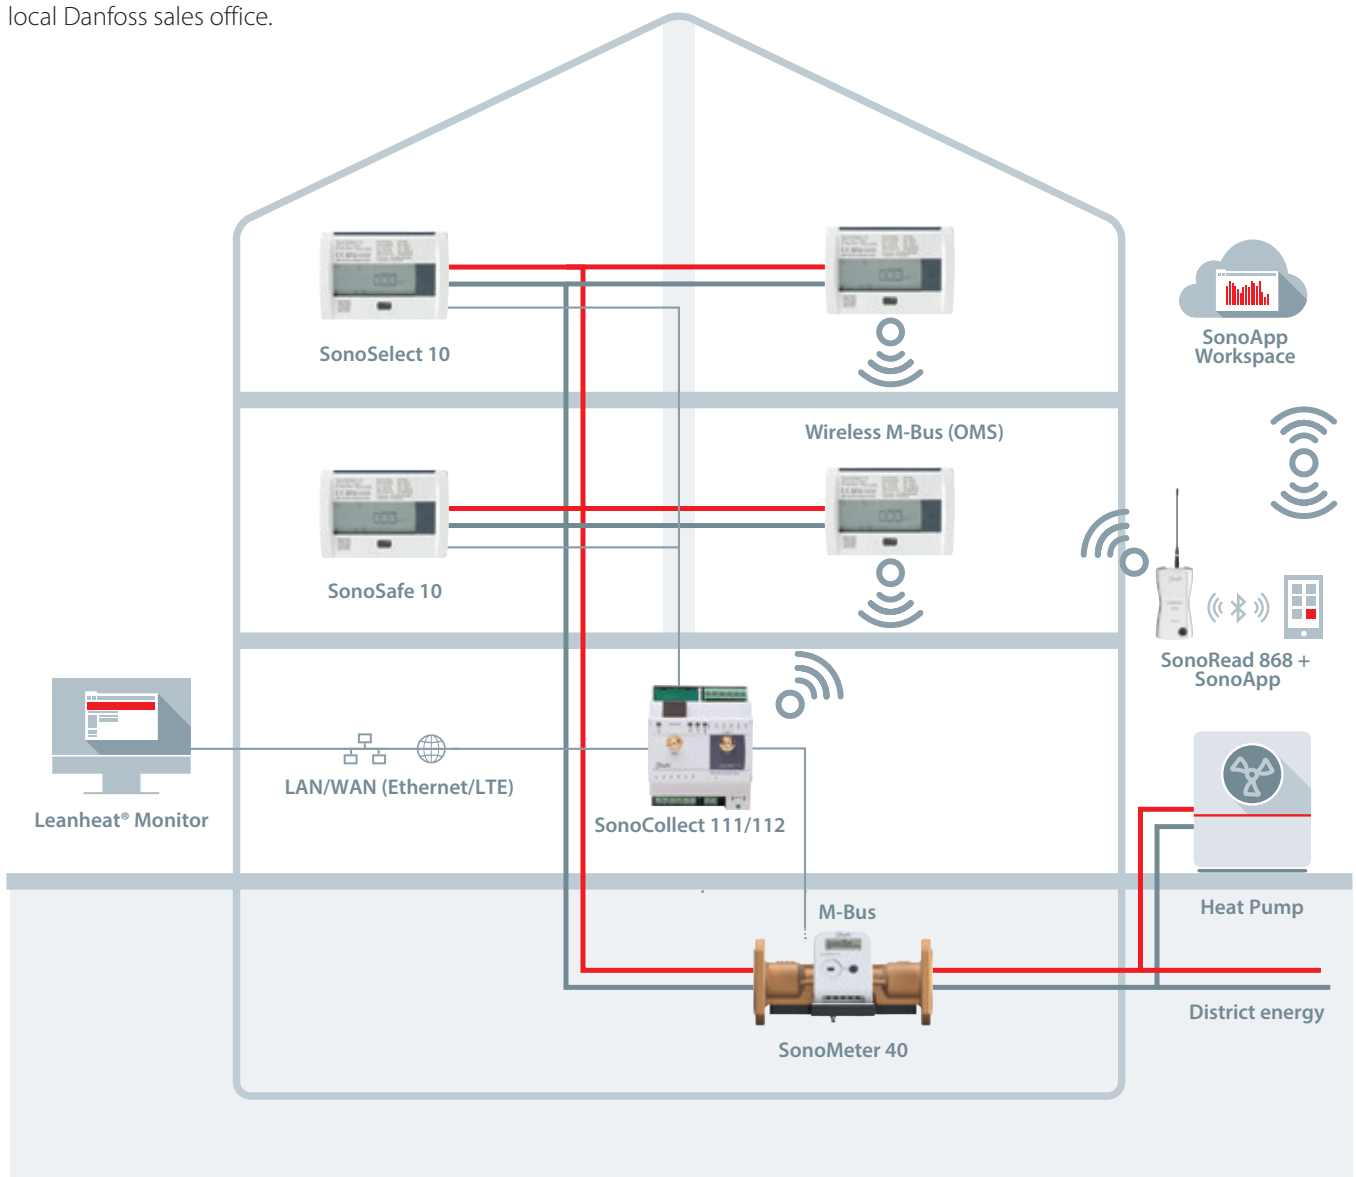 local Danfoss sales office.
SonoSelect 10
SonoApp
Workspace
Wireless M-Bus (OMS)
SonoSafe 10
SonoRead 868 +
SonoApp
LAN/WAN (Ethernet/LTE)
Leanheat® Monitor
SonoCollect 111/112
Heat Pump
M-Bus
District energy
SonoMeter 40